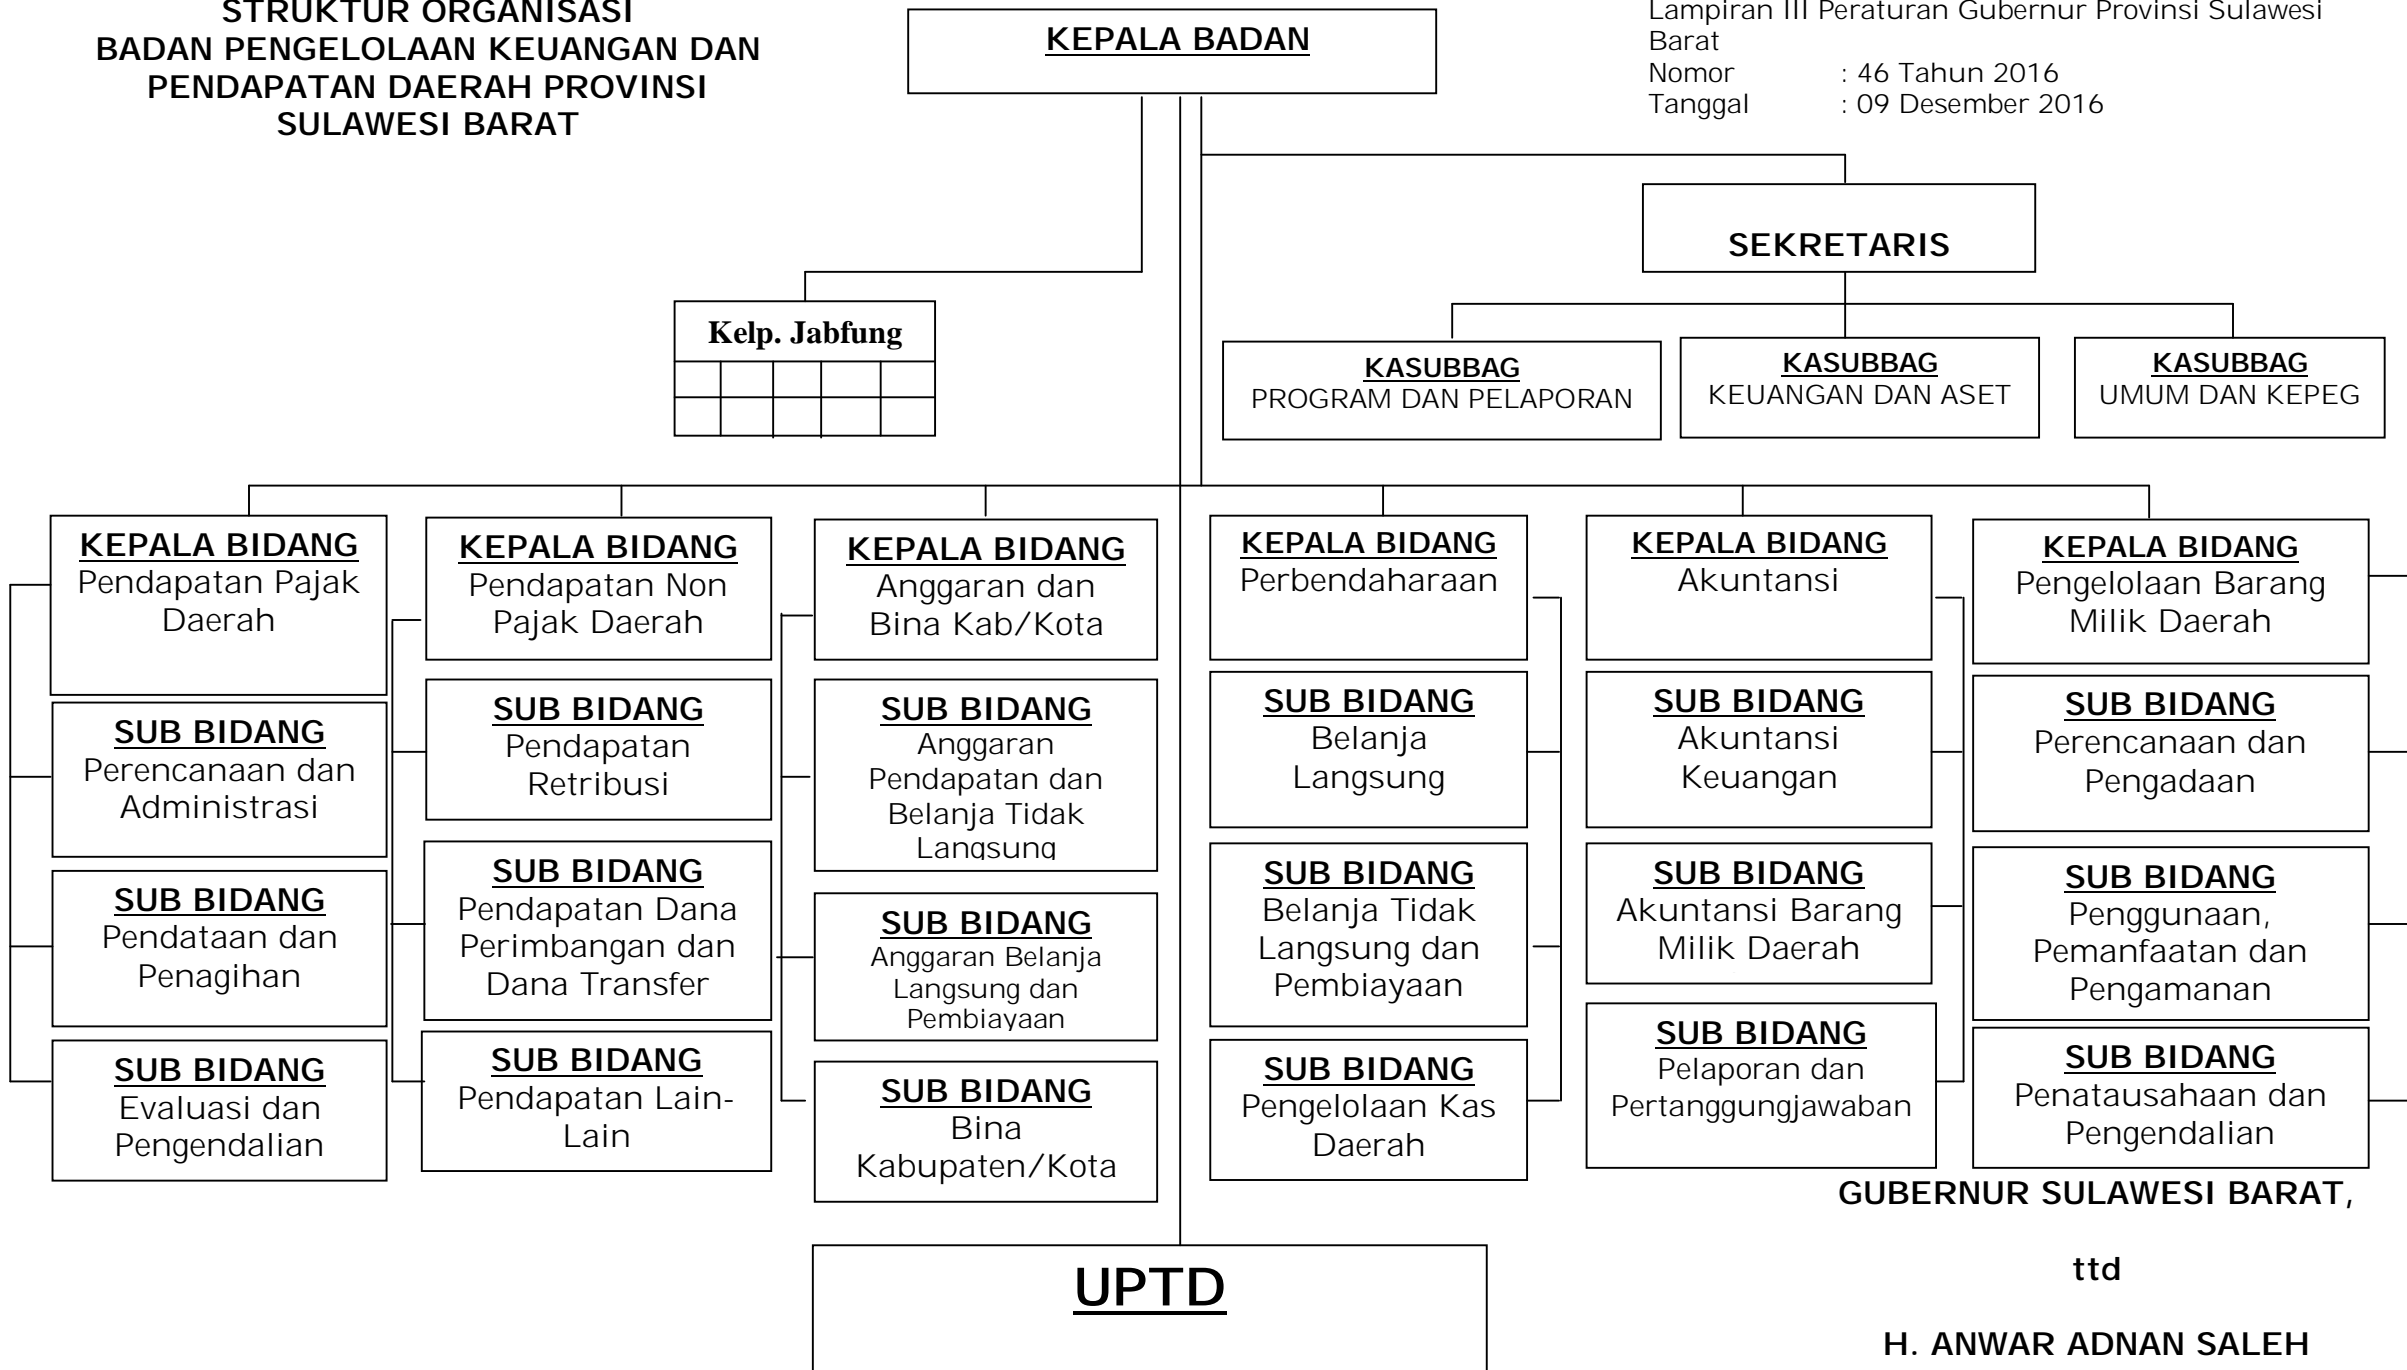 STRUKTUR ORGANISASI
BADAN PENGELOLAAN KEUANGAN DAN
PENDAPATAN DAERAH PROVINSI
SULAWESI BARAT
KEPALA BADAN
Lampiran III Peraturan Gubernur Provinsi Sulawesi
Barat
Nomor : 46 Tahun 2016
Tanggal : 09 Desember 2016
SEKRETARIS
Kelp. Jabfung
KASUBBAG
PROGRAM DAN PELAPORAN
KASUBBAG
KEUANGAN DAN ASET
KASUBBAG
UMUM DAN KEPEG
KEPALA BIDANG
Pendapatan Pajak
Daerah
SUB BIDANG
Perencanaan dan
Administrasi
SUB BIDANG
Pendataan dan
Penagihan
SUB BIDANG
Evaluasi dan
Pengendalian
KEPALA BIDANG
Pendapatan Non
Pajak Daerah
SUB BIDANG
Pendapatan
Retribusi
SUB BIDANG
Pendapatan Dana
Perimbangan dan
Dana Transfer
SUB BIDANG
Pendapatan Lain-
Lain
KEPALA BIDANG
Anggaran dan
Bina Kab/Kota
SUB BIDANG
Anggaran
Pendapatan dan
Belanja Tidak
Langsung
SUB BIDANG
Anggaran Belanja
Langsung dan
Pembiayaan
SUB BIDANG
Bina
Kabupaten/Kota
KEPALA BIDANG
Perbendaharaan
SUB BIDANG
Belanja
Langsung
SUB BIDANG
Belanja Tidak
Langsung dan
Pembiayaan
SUB BIDANG
Pengelolaan Kas
Daerah
KEPALA BIDANG
Akuntansi
SUB BIDANG
Akuntansi
Keuangan
SUB BIDANG
Akuntansi Barang
Milik Daerah
SUB BIDANG
Pelaporan dan
Pertanggungjawaban
KEPALA BIDANG
Pengelolaan Barang
Milik Daerah
SUB BIDANG
Perencanaan dan
Pengadaan
SUB BIDANG
Penggunaan,
Pemanfaatan dan
Pengamanan
SUB BIDANG
Penatausahaan dan
Pengendalian
UPTD
GUBERNUR SULAWESI BARAT,
ttd
H. ANWAR ADNAN SALEH